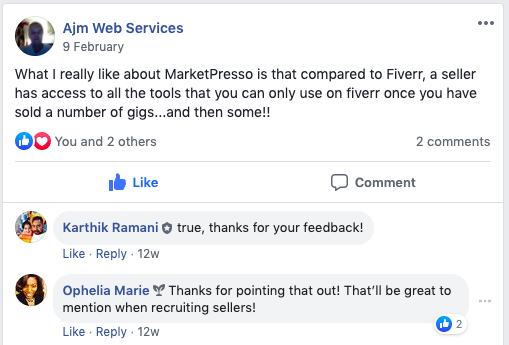 Ajm Web Services
9 February
What I really like about MarketPresso is that compared to Fiverr, a seller
has access to all the tools that you can only use on fiverr once you have
sold a number of gigs...and then some!!
You and 2 others
2 comments
Like
Comment
Karthik Ramani true, thanks for your feedback!
Like · Reply · 12w
Ophelia Marie Thanks for pointing that out! That'll be great to
mention when recruiting sellers!
2
Like · Reply · 12w